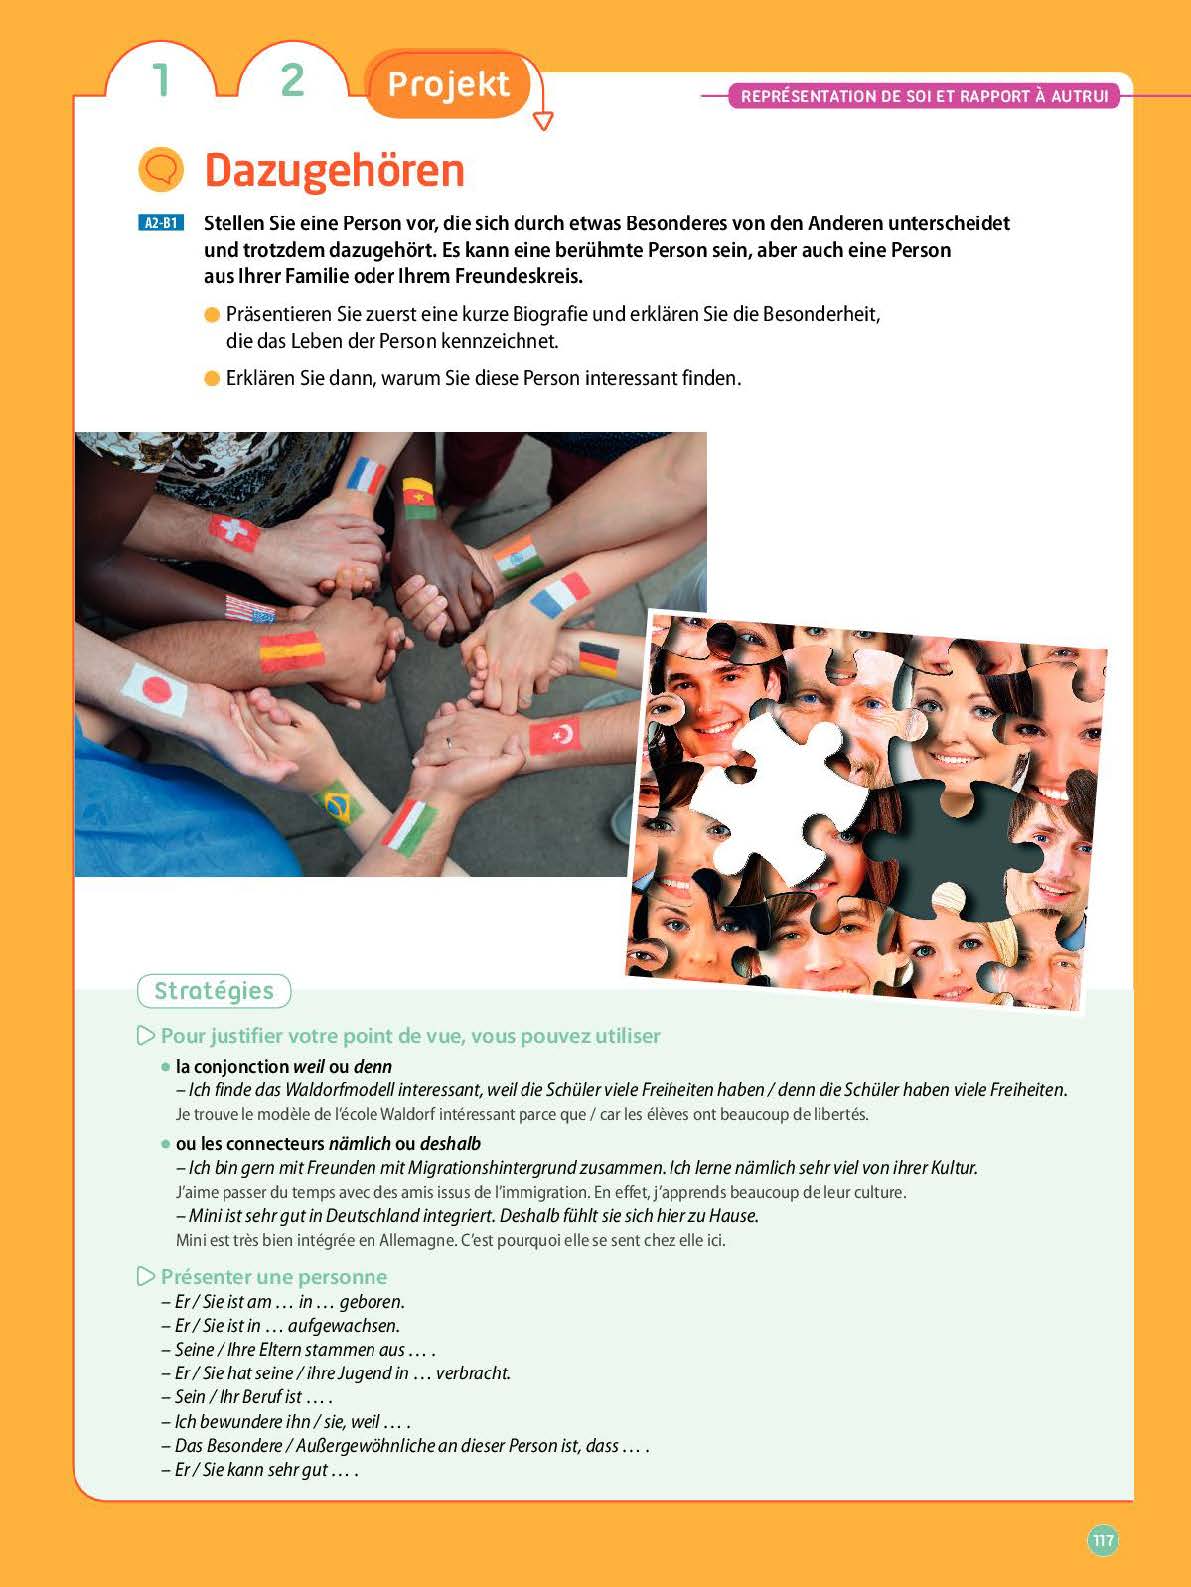 1
2
Projekt
REPRÉSENTATION DE SOI ET RAPPORT À AUTRUI
Dazugehören
A2-B1
Stellen Sie eine Person vor, die sich durch etwas Besonderes von den Anderen unterscheidet
und trotzdem dazugehört. Es kann eine berühmte Person sein, aber auch eine Person
aus Ihrer Familie oder Ihrem Freundeskreis.
● Präsentieren Sie zuerst eine kurze Biografie und erklären Sie die Besonderheit,
die das Leben der Person kennzeichnet.
● Erklären Sie dann, warum Sie diese Person interessant finden.
Stratégies
Pour justifier votre point de vue, vous pouvez utiliser
• la conjonction weil ou denn
– Ich finde das Waldorfmodell interessant, weil die Schüler viele Freiheiten haben / denn die Schüler haben viele Freiheiten.
Je trouve le modèle de l'école Waldorf intéressant parce que / car les élèves ont beaucoup de libertés.
• ou les connecteurs nämlich ou deshalb
– Ich bin gern mit Freunden mit Migrationshintergrund zusammen. Ich lerne nämlich sehr viel von ihrer Kultur.
J'aime passer du temps avec des amis issus de l'immigration. En effet, j'apprends beaucoup de leur culture.
– Mini ist sehr gut in Deutschland integriert. Deshalb fühlt sie sich hier zu Hause.
Mini est très bien intégrée en Allemagne. C'est pourquoi elle se sent chez elle ici.
Présenter une personne
– Er / Sie ist am … in … geboren.
– Er / Sie ist in … aufgewachsen.
– Seine / Ihre Eltern stammen aus … .
– Er / Sie hat seine / ihre Jugend in … verbracht.
– Sein / Ihr Beruf ist … .
– Ich bewundere ihn / sie, weil … .
– Das Besondere / Außergewöhnliche an dieser Person ist, dass … .
– Er / Sie kann sehr gut … .
117